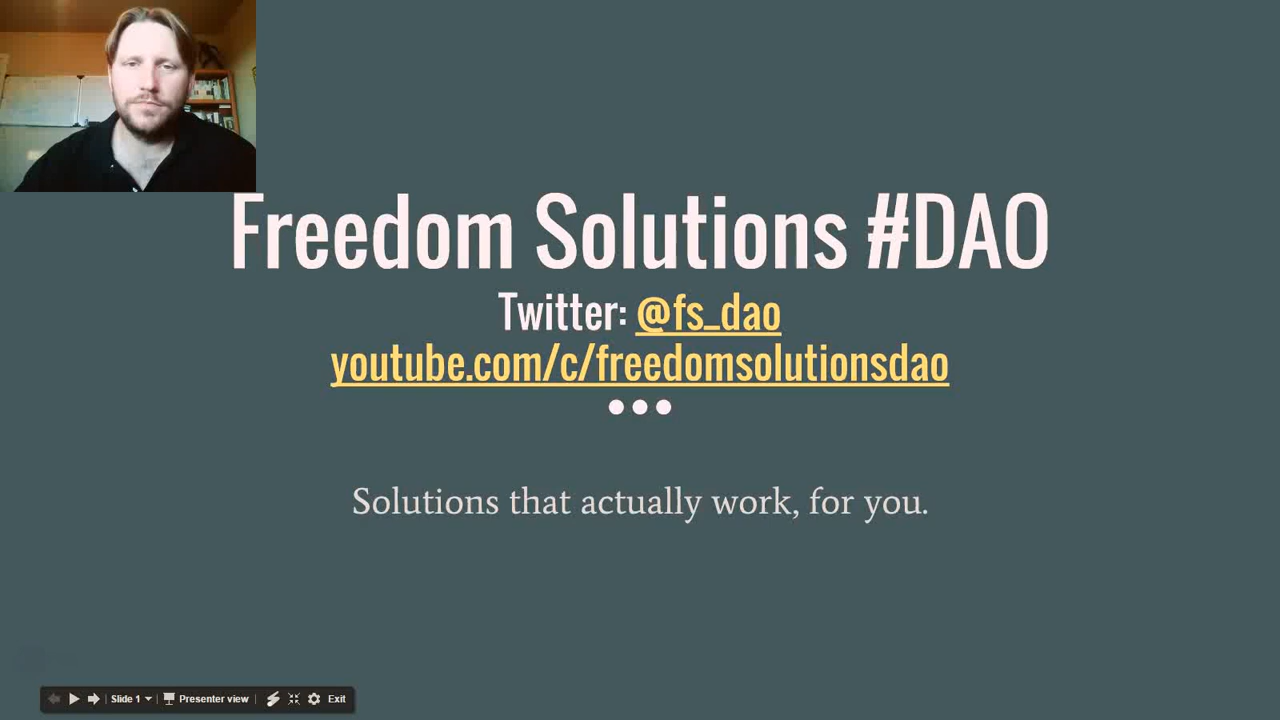 Freedom Solutions #DAO
Twitter: @fs_dao
youtube.com/c/freedomsolutionsdao
Solutions that actually work, for you.
Slide 1
Presenter view
Exit